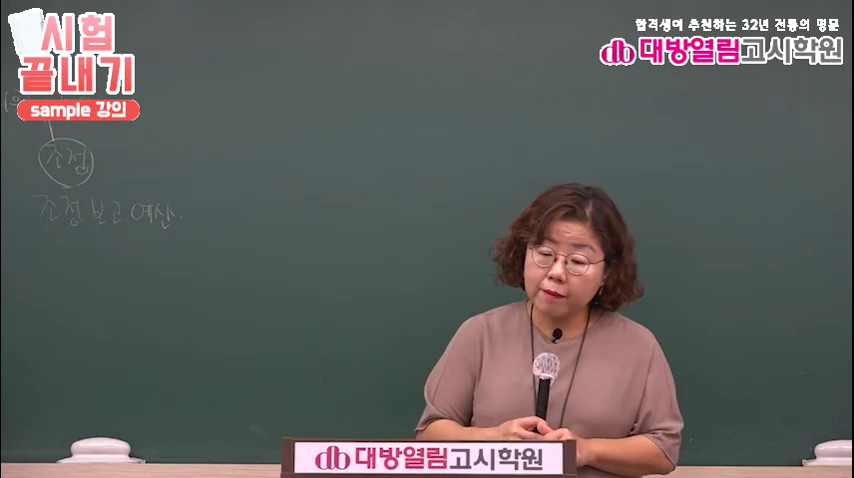 시험
끝내기
sample 강의
합격생이 추천하는 32년 전통의 명문
db 대방열림고시학원
조정
조정 보고 예산.
db 대방열림고시학원